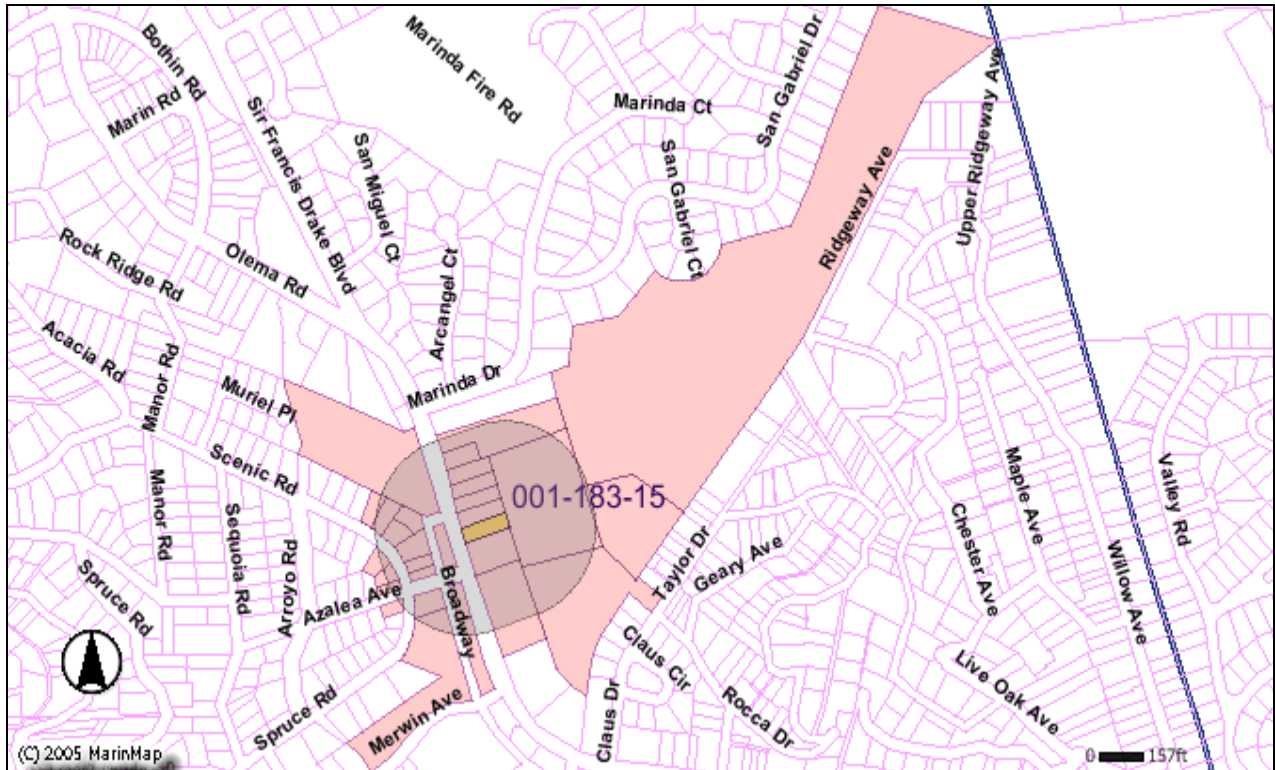 Bothin Rd
Marin Rd
Sir Francis Drake Blvd
Marinda Fire Rd
San Miguel Ct
Marinda Ct
San Gabriel Dr
San Gabriel Ct
Ridgeway Ave
Upper Ridgeway Ave
Rock Ridge Rd
Olema Rd
Arcangel Ct
Acacia Rd
Manor Rd
Muriel Pl
Marinda Dr
Scenic Rd
001-183-15
Manor Rd
Sequoia Rd
Arroyo Rd
Spruce Rd
Azalea Ave
Broadway
Taylor Dr
Geary Ave
Maple Ave
Chester Ave
Valley Rd
Willow Ave
Claus Cir
Live Oak Ave
Rocca Dr
Claus Dr
Spruce Rd
Merwin Ave
(C) 2005 MarinMap
0 157ft